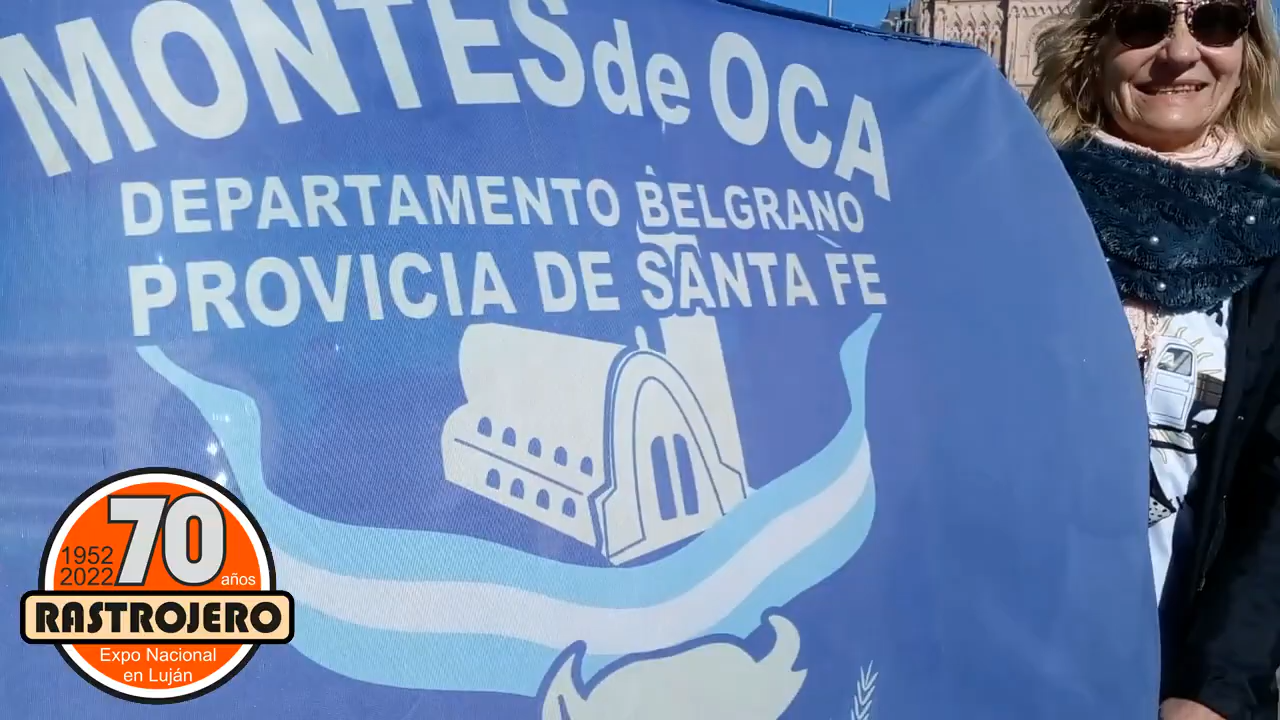 MONTES de OCA
DEPARTAMENTO BELGRANO
PROVICIA DE SANTA FE
70
1952
2022
años
RASTROJERO
Expo Nacional
en Luján